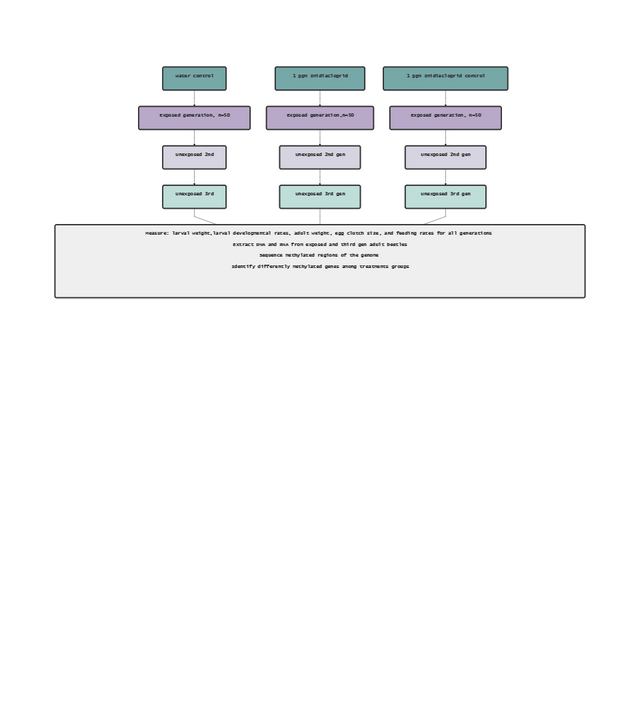 water control
1 ppm imidacloprid
1 ppm imidacloprid control
exposed generation, n=50
exposed generation,n=50
exposed generation, n=50
unexposed 2nd
unexposed 2nd gen
unexposed 2nd gen
unexposed 3rd
unexposed 3rd gen
unexposed 3rd gen
Measure: larval weight,larval developmental rates, adult weight, egg clutch size, and feeding rates for all generations
Extract DNA and RNA from exposed and third gen adult beetles
Sequence methylated regions of the genome
Identify differently methylated genes among treatments groups